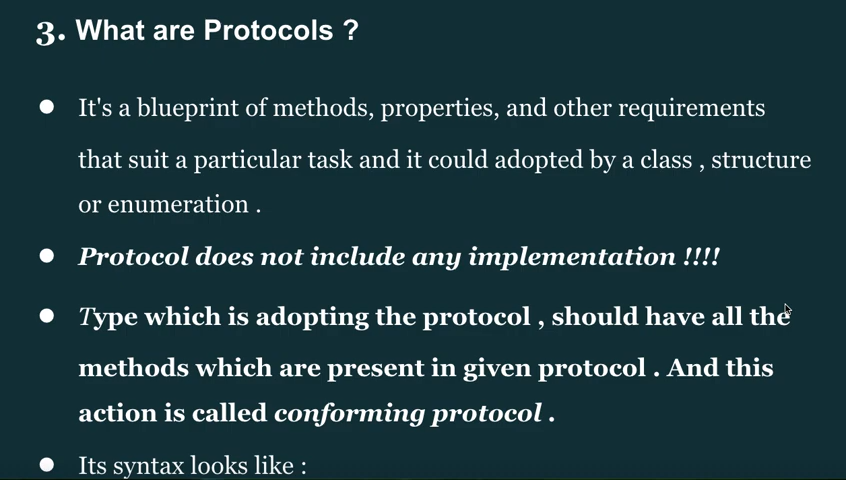 3. What are Protocols ?
● It's a blueprint of methods, properties, and other requirements
that suit a particular task and it could adopted by a class , structure
or enumeration .
● Protocol does not include any implementation !!!!
● Type which is adopting the protocol , should have all the
methods which are present in given protocol . And this
action is called conforming protocol .
● Its syntax looks like :